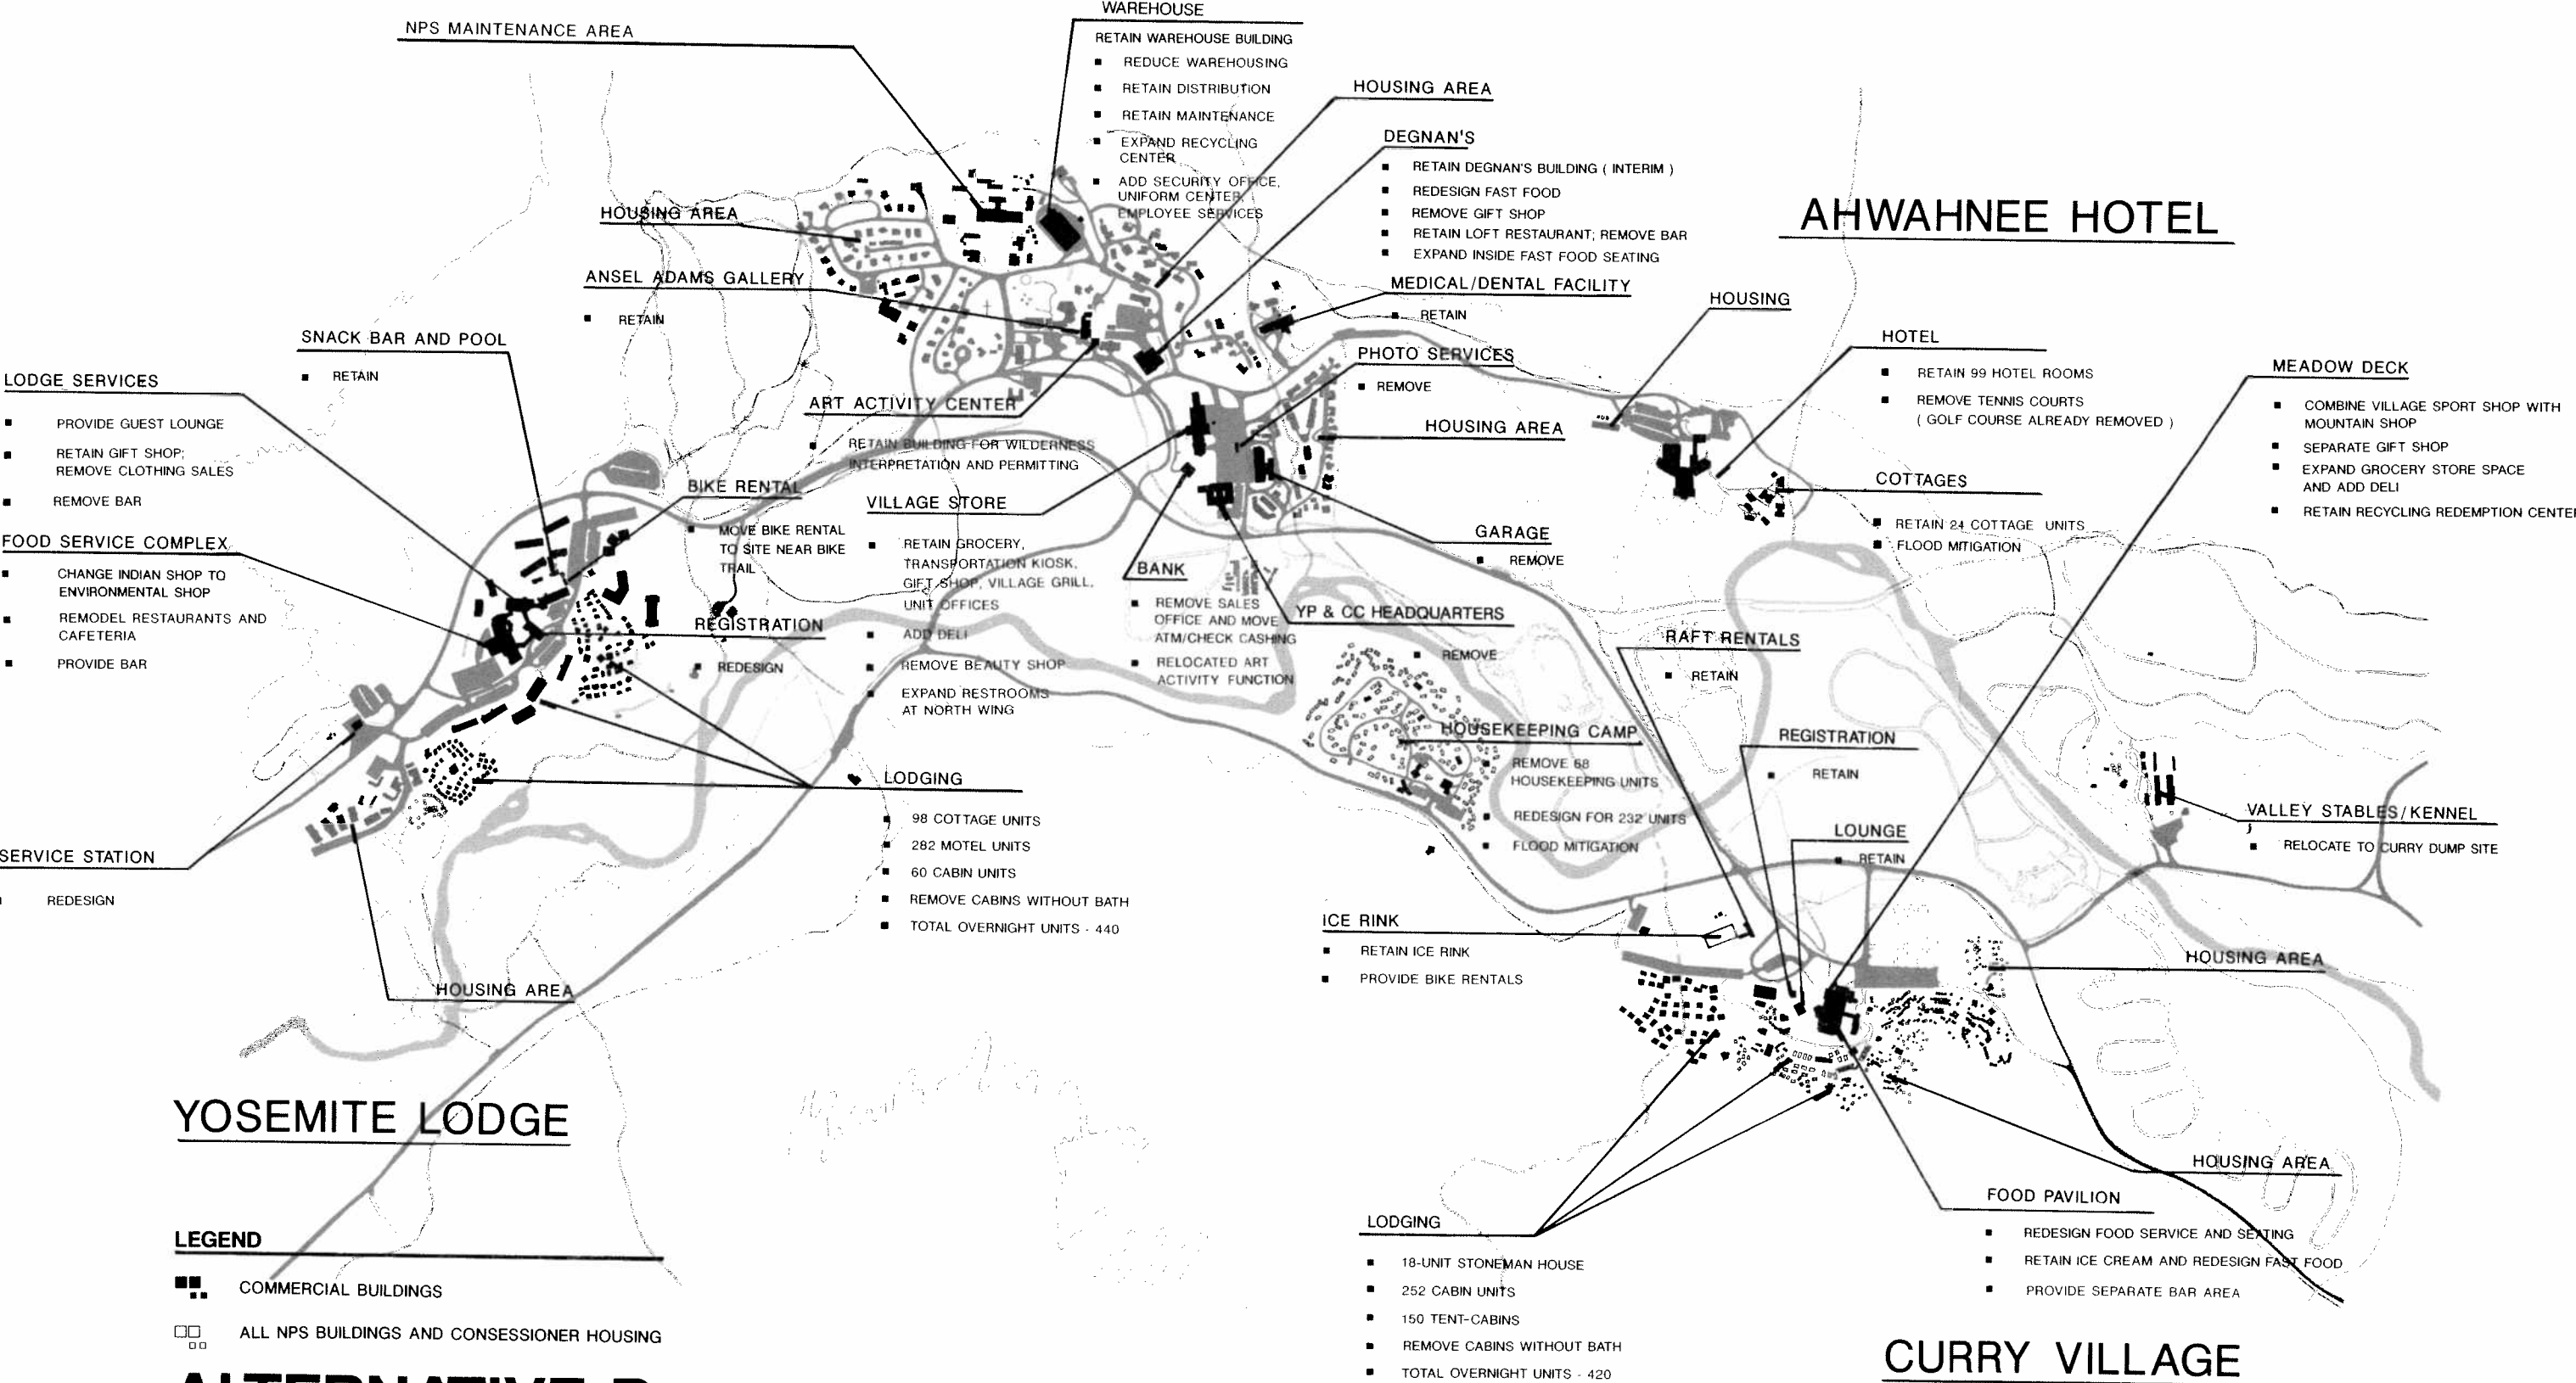 WAREHOUSE
RETAIN WAREHOUSE BUILDING
■ REDUCE WAREHOUSING
■ RETAIN DISTRIBUTION
■ RETAIN MAINTENANCE
■ EXPAND RECYCLING
CENTER
■ ADD SECURITY OFFICE,
UNIFORM CENTER,
EMPLOYEE SERVICES
NPS MAINTENANCE AREA
HOUSING AREA
DEGNAN'S
■ RETAIN DEGNAN'S BUILDING ( INTERIM )
■ REDESIGN FAST FOOD
■ REMOVE GIFT SHOP
■ RETAIN LOFT RESTAURANT; REMOVE BAR
■ EXPAND INSIDE FAST FOOD SEATING
AHWAHNEE HOTEL
HOUSING AREA
ANSEL ADAMS GALLERY
■ RETAIN
MEDICAL/DENTAL FACILITY
■ RETAIN
HOUSING
SNACK BAR AND POOL
■ RETAIN
PHOTO SERVICES
■ REMOVE
HOTEL
■ RETAIN 99 HOTEL ROOMS
■ REMOVE TENNIS COURTS
( GOLF COURSE ALREADY REMOVED )
MEADOW DECK
■ COMBINE VILLAGE SPORT SHOP WITH
MOUNTAIN SHOP
■ SEPARATE GIFT SHOP
■ EXPAND GROCERY STORE SPACE
AND ADD DELI
■ RETAIN RECYCLING REDEMPTION CENTER
LODGE SERVICES
■ PROVIDE GUEST LOUNGE
■ RETAIN GIFT SHOP;
REMOVE CLOTHING SALES
■ REMOVE BAR
ART ACTIVITY CENTER
■ RETAIN BUILDING FOR WILDERNESS
INTERPRETATION AND PERMITTING
HOUSING AREA
COTTAGES
■ RETAIN 24 COTTAGE UNITS
■ FLOOD MITIGATION
BIKE RENTAL
■ MOVE BIKE RENTAL
TO SITE NEAR BIKE
TRAIL
VILLAGE STORE
■ RETAIN GROCERY,
TRANSPORTATION KIOSK,
GIFT SHOP, VILLAGE GRILL,
UNIT OFFICES
■ ADD DELI
■ REMOVE BEAUTY SHOP
■ EXPAND RESTROOMS
AT NORTH WING
GARAGE
■ REMOVE
FOOD SERVICE COMPLEX
■ CHANGE INDIAN SHOP TO
ENVIRONMENTAL SHOP
■ REMODEL RESTAURANTS AND
CAFETERIA
■ PROVIDE BAR
BANK
■ REMOVE SALES
OFFICE AND MOVE
ATM/CHECK CASHING
■ RELOCATED ART
ACTIVITY FUNCTION
YP & CC HEADQUARTERS
■ REMOVE
REGISTRATION
■ REDESIGN
RAFT RENTALS
■ RETAIN
HOUSEKEEPING CAMP
■ REMOVE 68
HOUSEKEEPING UNITS
■ REDESIGN FOR 232 UNITS
■ FLOOD MITIGATION
REGISTRATION
■ RETAIN
LODGING
■ 98 COTTAGE UNITS
■ 282 MOTEL UNITS
■ 60 CABIN UNITS
■ REMOVE CABINS WITHOUT BATH
■ TOTAL OVERNIGHT UNITS - 440
VALLEY STABLES/KENNEL
■ RELOCATE TO CURRY DUMP SITE
LOUNGE
■ RETAIN
SERVICE STATION
REDESIGN
ICE RINK
■ RETAIN ICE RINK
■ PROVIDE BIKE RENTALS
HOUSING AREA
HOUSING AREA
YOSEMITE LODGE
HOUSING AREA
FOOD PAVILION
■ REDESIGN FOOD SERVICE AND SEATING
■ RETAIN ICE CREAM AND REDESIGN FAST FOOD
■ PROVIDE SEPARATE BAR AREA
LODGING
■ 18-UNIT STONEMAN HOUSE
■ 252 CABIN UNITS
■ 150 TENT-CABINS
■ REMOVE CABINS WITHOUT BATH
■ TOTAL OVERNIGHT UNITS - 420
LEGEND
COMMERCIAL BUILDINGS
ALL NPS BUILDINGS AND CONSESSIONER HOUSING
CURRY VILLAGE
ALTERNATIVE